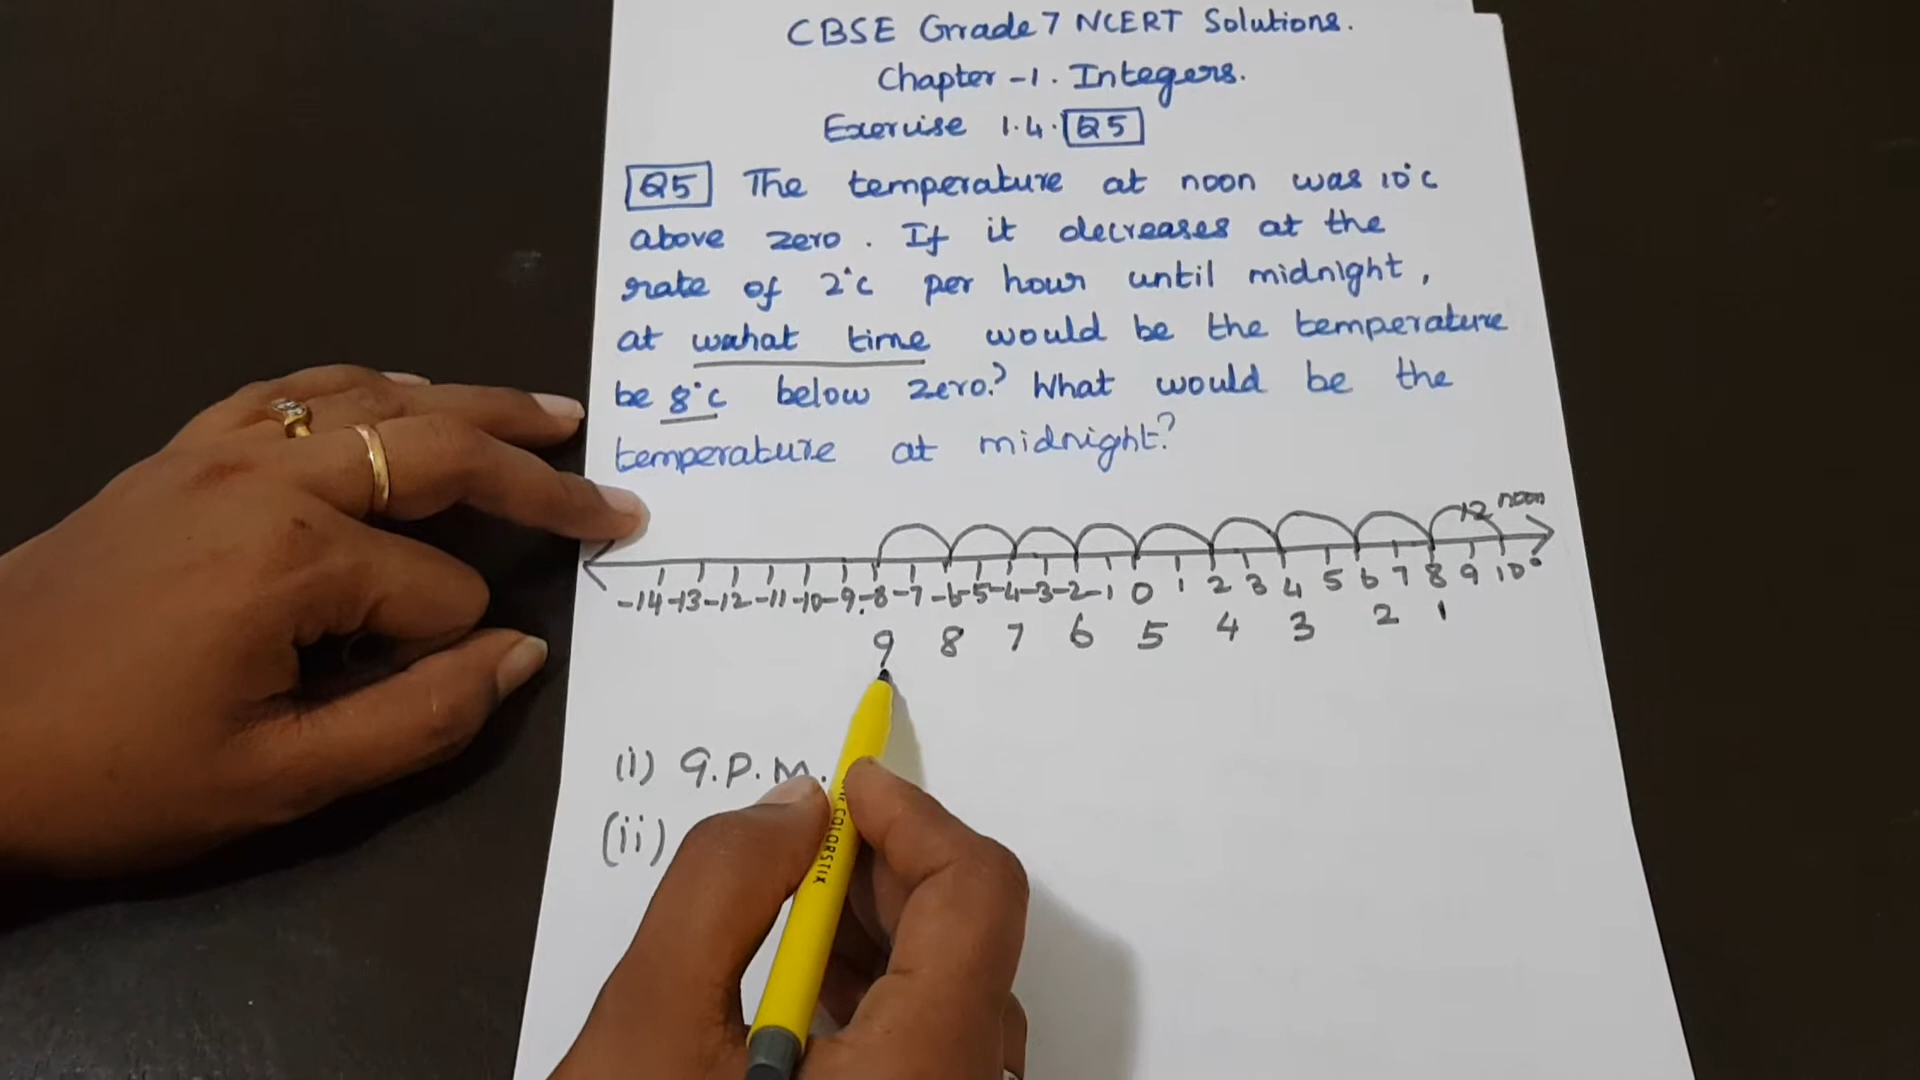 CBSE Grade 7 NCERT Solutions.
Chapter -1. Integers.
Exercise 1.4. Q5
Q5 The temperature at noon was 10°C
above zero. If it decreases at the
rate of 2°C per hour until midnight,
at wahat time would be the temperature
be 8°C below zero? What would be the
temperature at midnight?
12 noon
-14 -13 -12 -11 -10 -9 -8 -7 -6 -5 -4 -3 -2 -1 0 1 2 3 4 5 6 7 8 9 10°
9 8 7 6 5 4 3 2 1
(i) 9.P.M.
(ii)
COLORSTIX